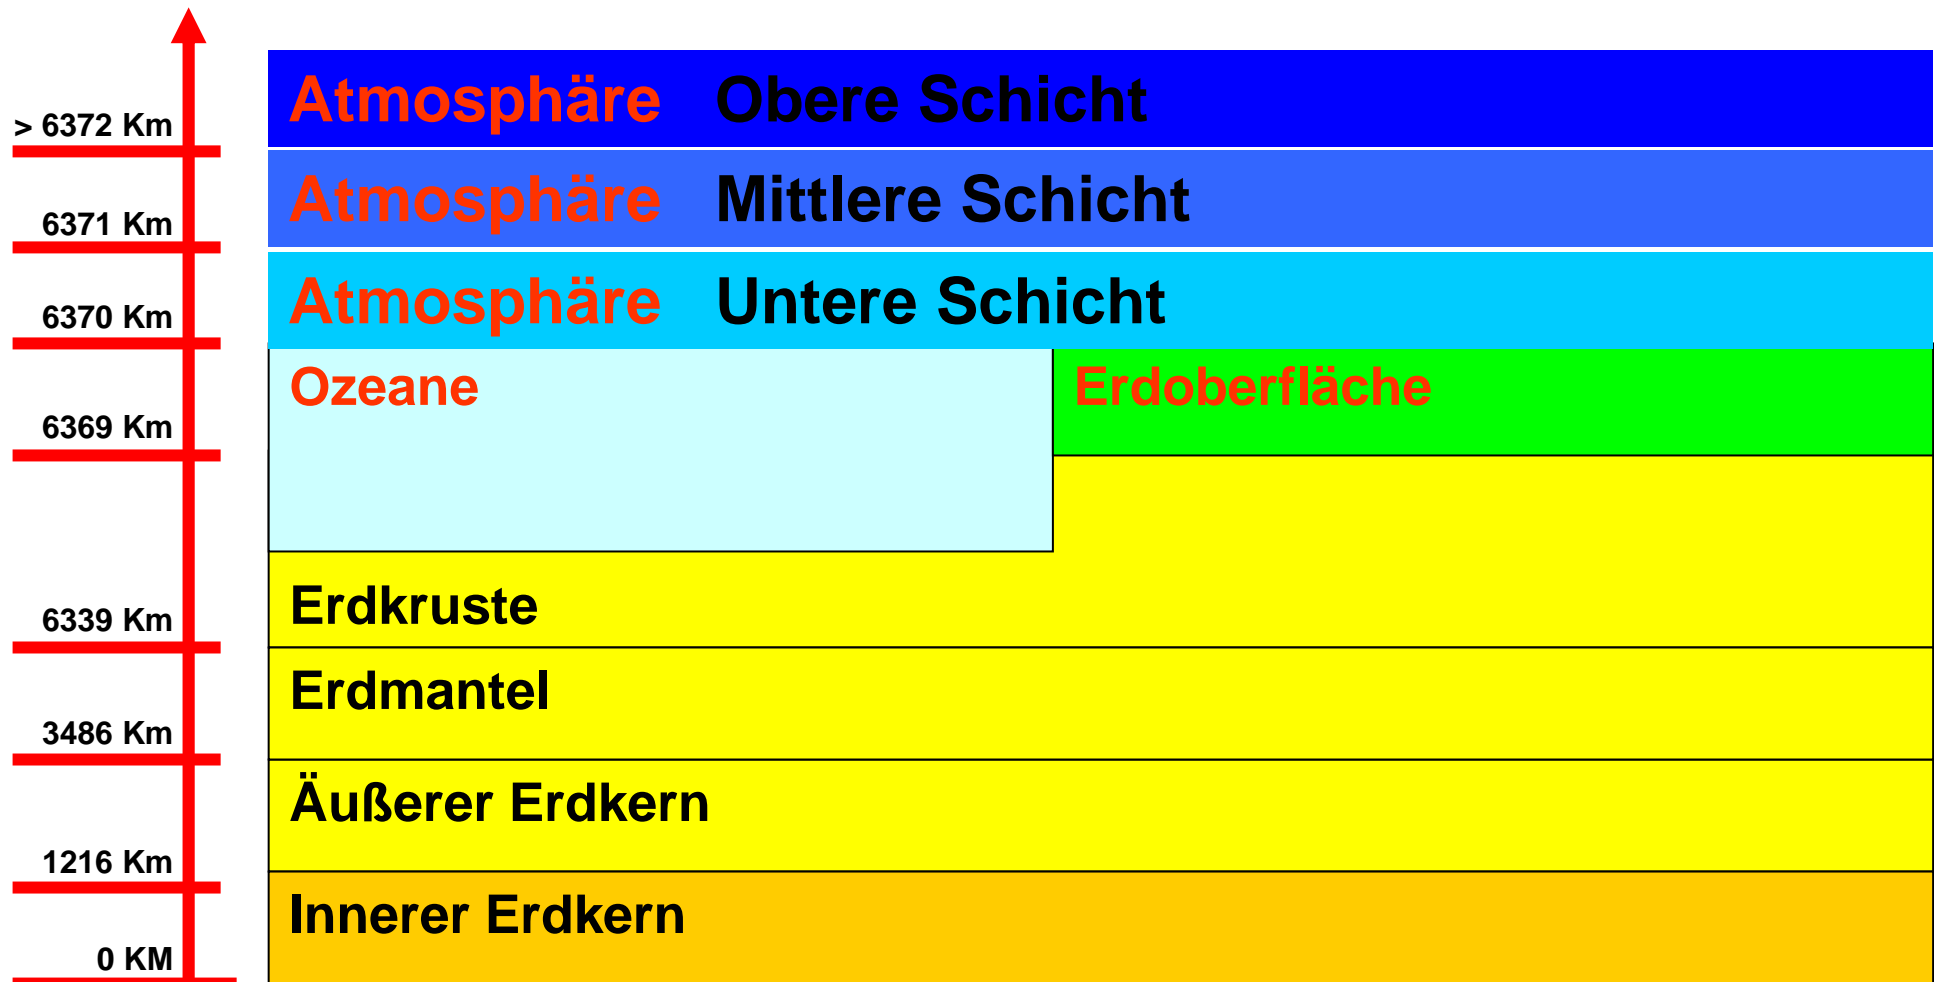 > 6372 Km
Atmosphäre Obere Schicht
6371 Km
Atmosphäre Mittlere Schicht
6370 Km
Atmosphäre Untere Schicht
Ozeane
Erdoberfläche
6369 Km
Erdkruste
6339 Km
Erdmantel
3486 Km
Äußerer Erdkern
1216 Km
Innerer Erdkern
0 KM